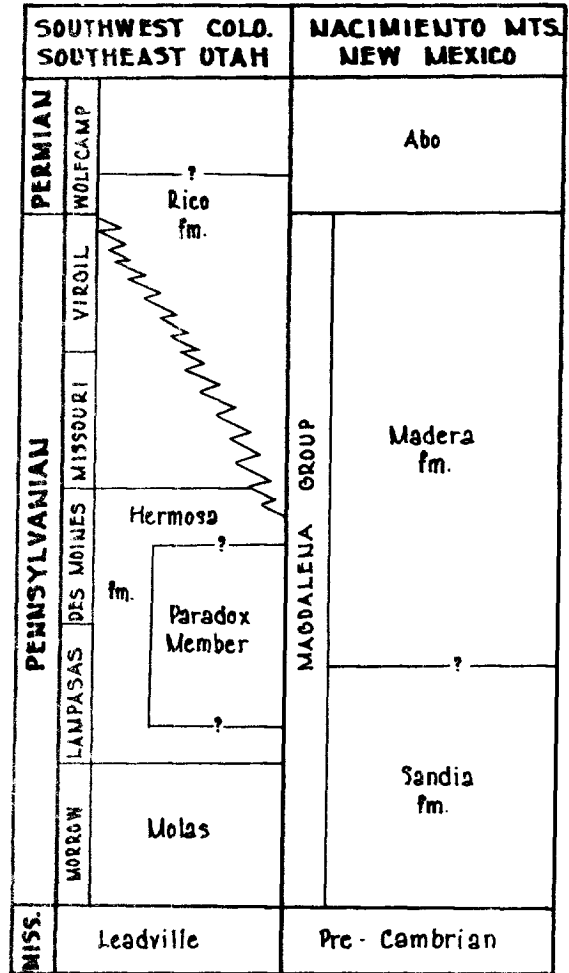 SOUTHWEST COLO.
SOUTHEAST UTAH
NACIMIENTO MTS.
NEW MEXICO
PERMIAN
WOLFCAMP
?
Rico
fm.
Abo
PENNSYLVANIAN
VIRGIL
MISSOURI
DES MOINES
LAMPASAS
MORROW
Hermosa
fm.
?
Paradox
Member
?
Molas
MAGDALENA GROUP
Madera
fm.
?
Sandia
fm.
MISS.
Leadville
Pre - Cambrian